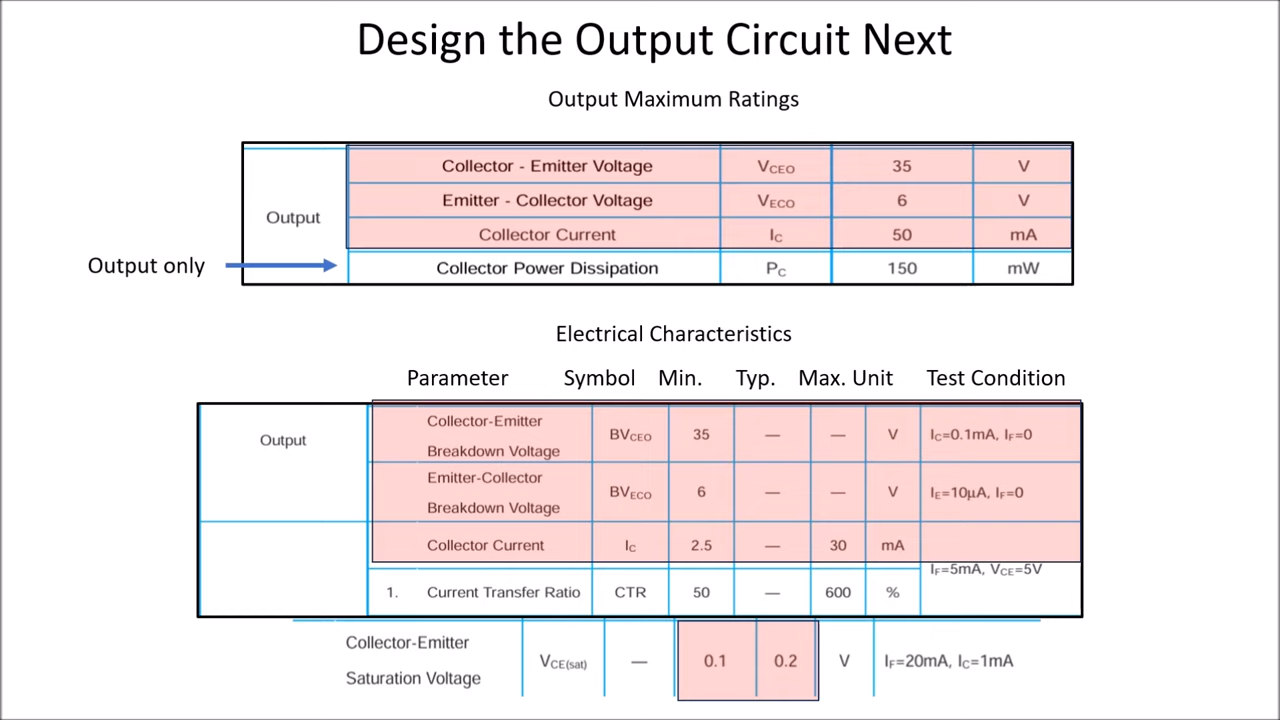 Design the Output Circuit Next
Output Maximum Ratings
Output
Collector - Emitter Voltage VCEO 35 V
Emitter - Collector Voltage VECO 6 V
Collector Current IC 50 mA
Output only
Collector Power Dissipation PC 150 mW
Electrical Characteristics
Parameter Symbol Min. Typ. Max. Unit Test Condition
Output
Collector-Emitter
Breakdown Voltage
BVCEO 35 — — V IC=0.1mA, IF=0
Emitter-Collector
Breakdown Voltage
BVECO 6 — — V IE=10µA, IF=0
Collector Current IC 2.5 — 30 mA
IF=5mA, VCE=5V
1. Current Transfer Ratio CTR 50 — 600 %
Collector-Emitter
Saturation Voltage
VCE(sat) — 0.1 0.2 V IF=20mA, IC=1mA